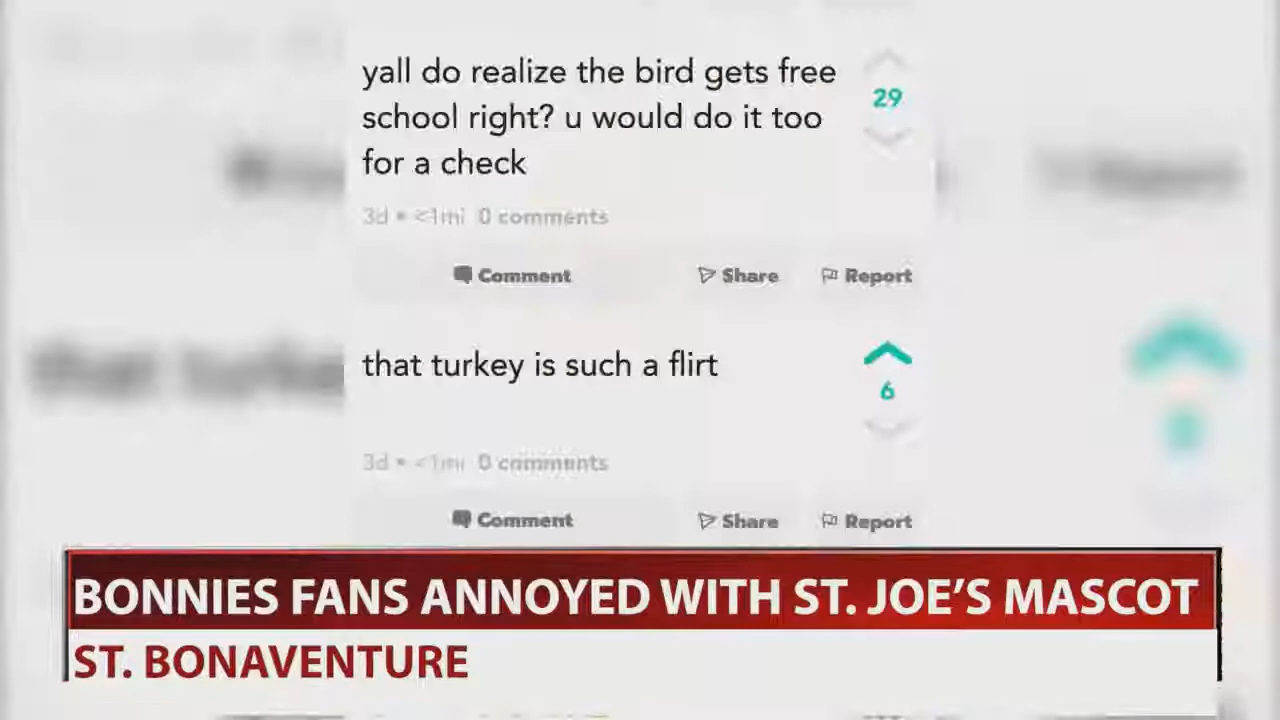 yall do realize the bird gets free
29
school right? u would do it too
for a check
3d • <1mi 0 comments
Comment Share Report
that turkey is such a flirt
6
3d • <1mi 0 comments
Comment Share Report
BONNIES FANS ANNOYED WITH ST. JOE'S MASCOT
ST. BONAVENTURE